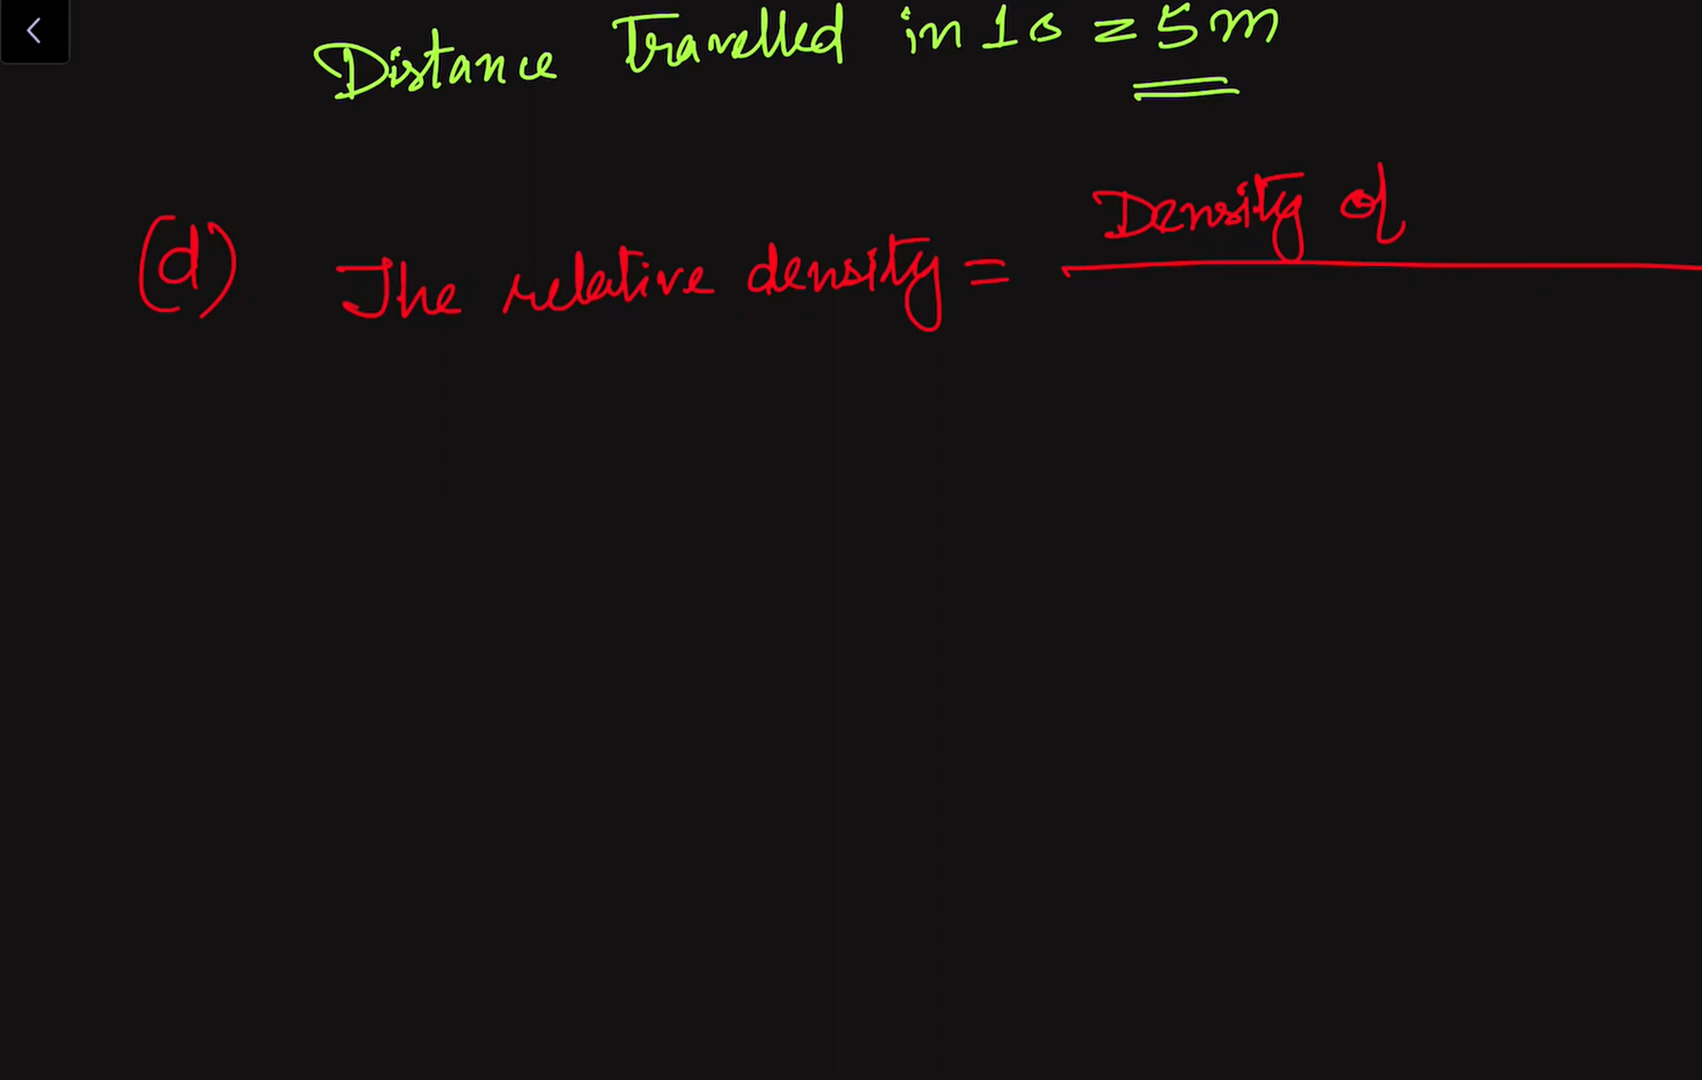 Distance Travelled in 1s = 5m
Density of
(d) The relative density =